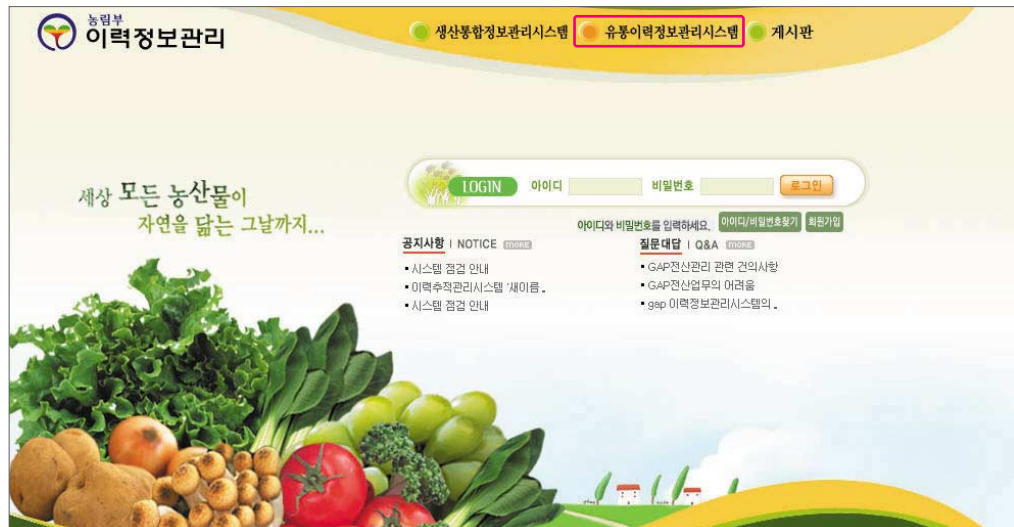 농림부
이력정보관리
생산통합정보관리시스템 유통이력정보관리시스템 게시판
세상 모든 농산물이
자연을 닮는 그날까지...
LOGIN 아이디 비밀번호 로그인
아이디와 비밀번호를 입력하세요. 아이디/비밀번호찾기 회원가입
공지사항 | NOTICE MORE
▪ 시스템 점검 안내
▪ 이력추적관리시스템 '새이름..
▪ 시스템 점검 안내
질문대답 | Q&A MORE
▪ GAP전산관리 관련 건의사항
▪ GAP전산업무의 어려움
▪ gap 이력정보관리시스템의..